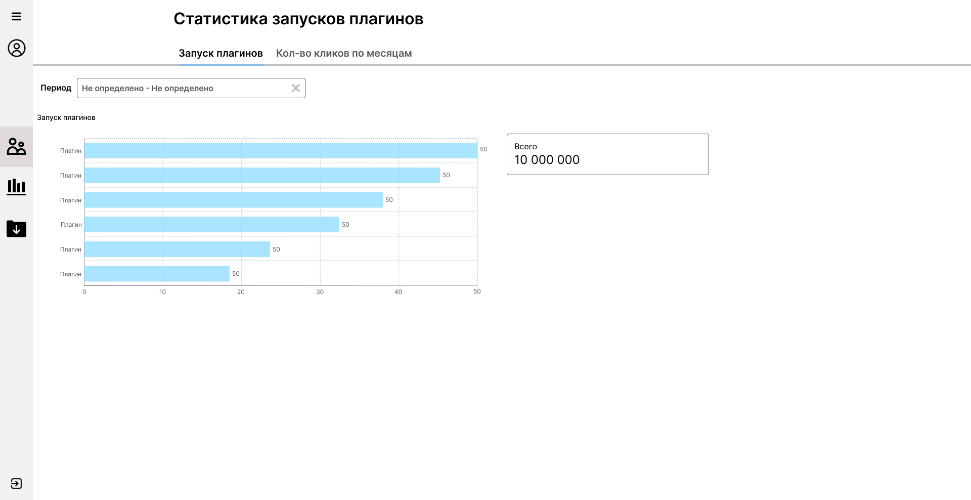 Статистика запусков плагинов
Запуск плагинов Кол-во кликов по месяцам
Период Не определено - Не определено
Запуск плагинов
Плагин 50
Плагин 50
Плагин 50
Плагин 50
Плагин 50
Плагин 50
0 10 20 30 40 50
Всего
10 000 000